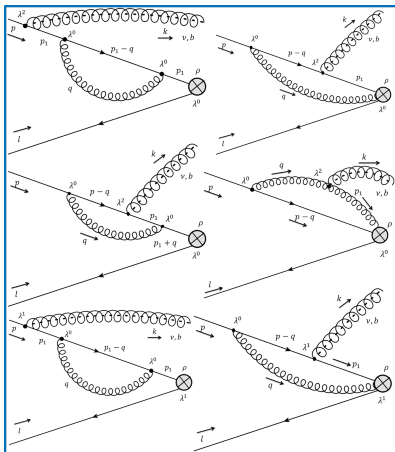 λ²
p
p₁
λ⁰
p₁−q
k
ν, b
λ⁰
p₁
ρ
q
λ⁰
l
k
ν, b
λ⁰
p−q
p
λ²
p₁
ρ
q
λ⁰
l
k
ν, b
λ⁰
p−q
λ²
p
p₁
λ⁰
ρ
q
p₁+q
λ⁰
l
q
λ²
k
λ⁰
p₁
ν, b
p
p−q
ρ
λ⁰
l
λ¹
p
p₁
λ⁰
p₁−q
k
ν, b
λ⁰
p₁
ρ
q
λ¹
l
k
ν, b
λ⁰
p
p−q
λ¹
p₁
ρ
q
λ¹
l